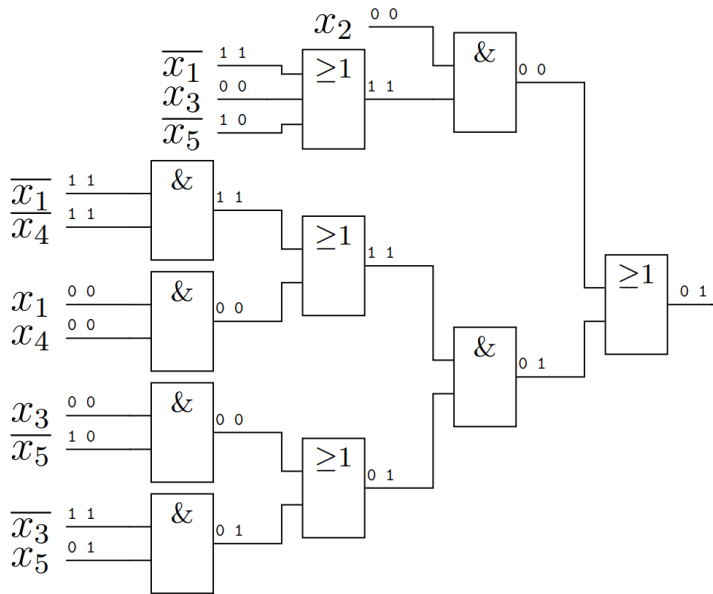 x₂ 0 0
& 0 0
x̅₁ 1 1
≥1 1 1
x₃ 0 0
x̅₅ 1 0
x̅₁ 1 1
& 1 1
x̅₄ 1 1
≥1 1 1
x₁ 0 0
& 0 0
x₄ 0 0
≥1 0 1
& 0 1
x₃ 0 0
& 0 0
x̅₅ 1 0
≥1 0 1
x̅₃ 1 1
& 0 1
x₅ 0 1